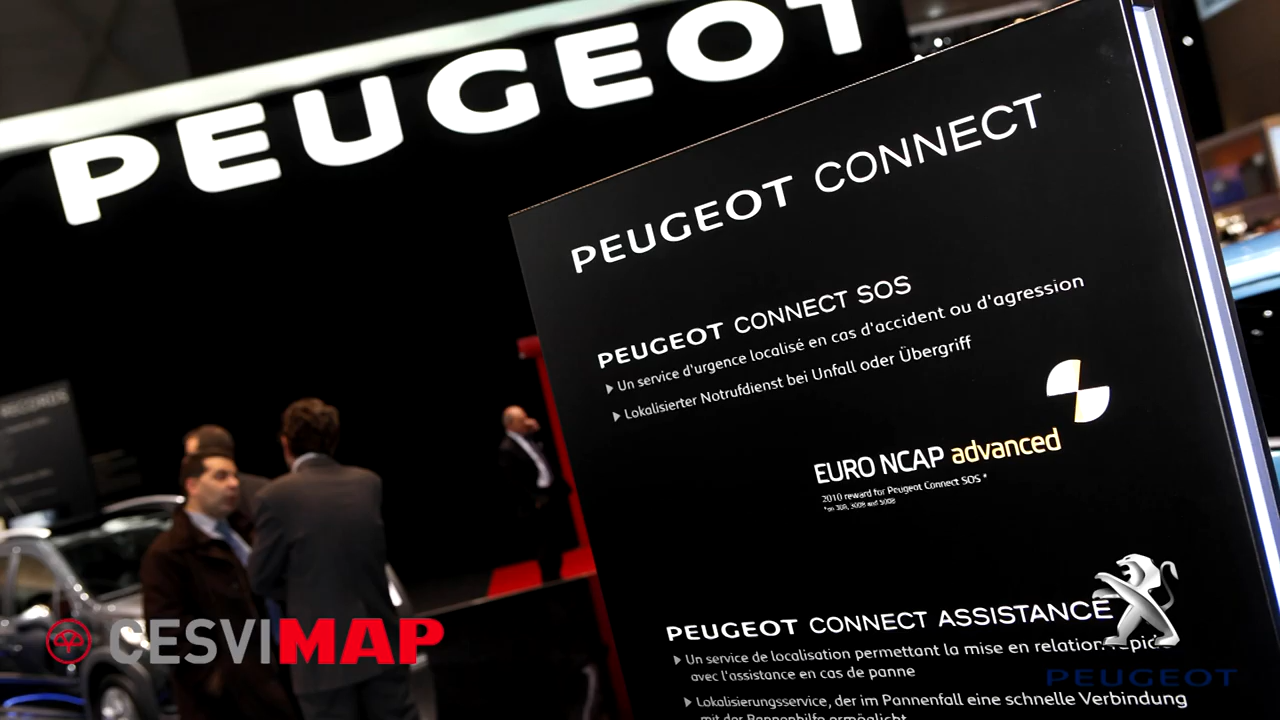 PEUGEOT
PEUGEOT CONNECT
PEUGEOT CONNECT SOS
Un service d'urgence localisé en cas d'accident ou d'agression
Lokalisierter Notrufdienst bei Unfall oder Übergriff
EURO NCAP advanced
2010 reward for Peugeot Connect SOS *
*on 308, 3008 and 5008
PEUGEOT CONNECT ASSISTANCE
Un service de localisation permettant la mise en relation rapide
avec l'assistance en cas de panne
Lokalisierungsservice, der im Pannenfall eine schnelle Verbindung
mit der Pannenhilfe ermöglicht
CESVIMAP
PEUGEOT